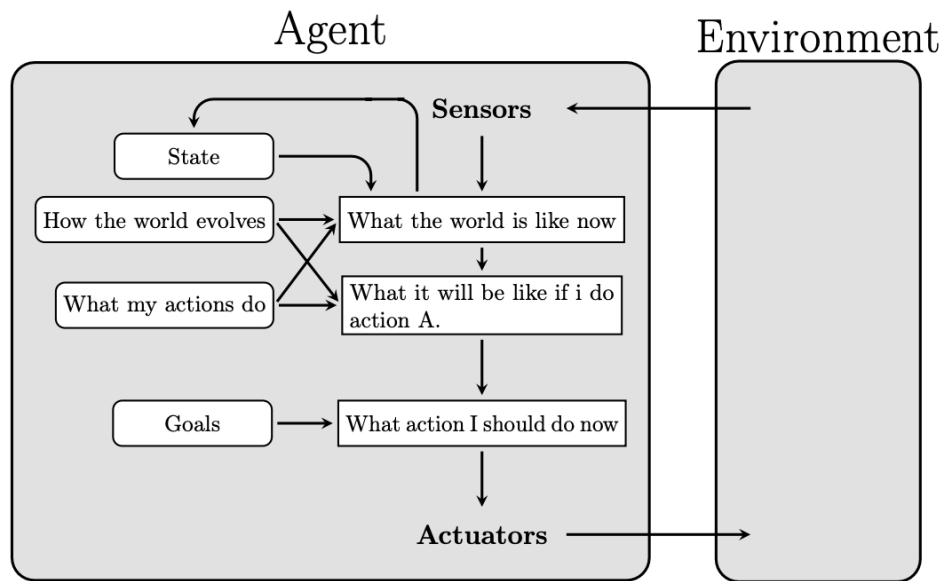 Agent
Environment
Sensors
State
How the world evolves
What the world is like now
What my actions do
What it will be like if i do
action A.
Goals
What action I should do now
Actuators